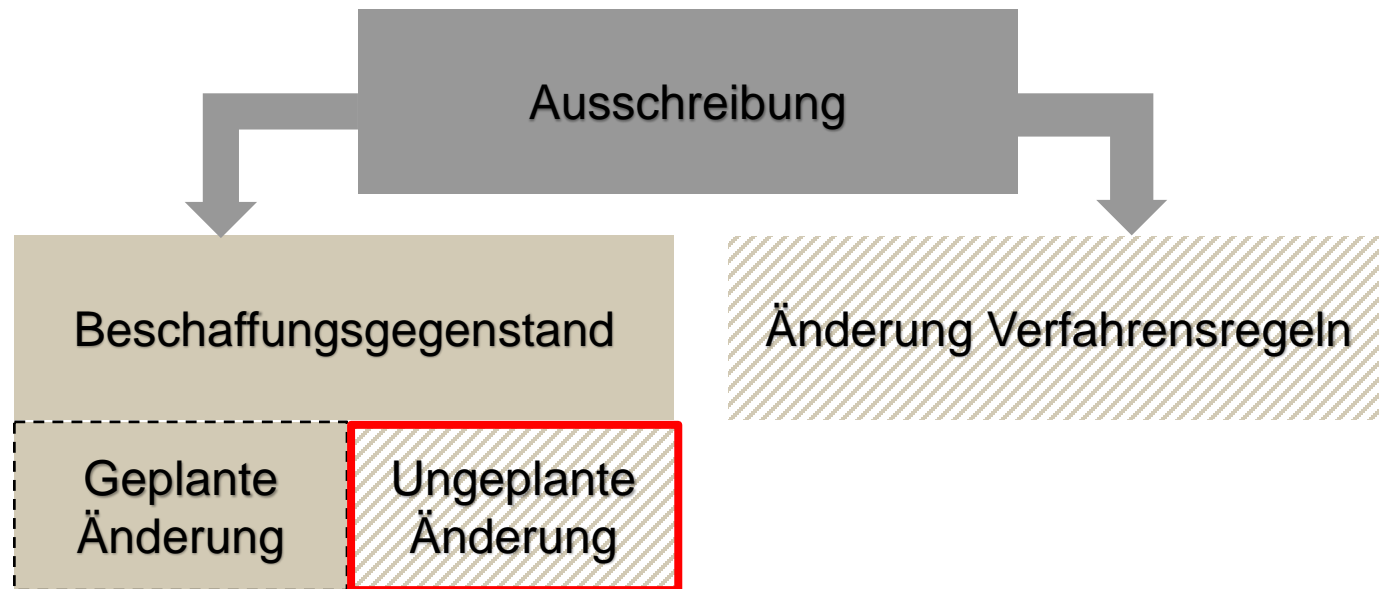 Ausschreibung
Beschaffungsgegenstand
Änderung Verfahrensregeln
Geplante
Änderung
Ungeplante
Änderung